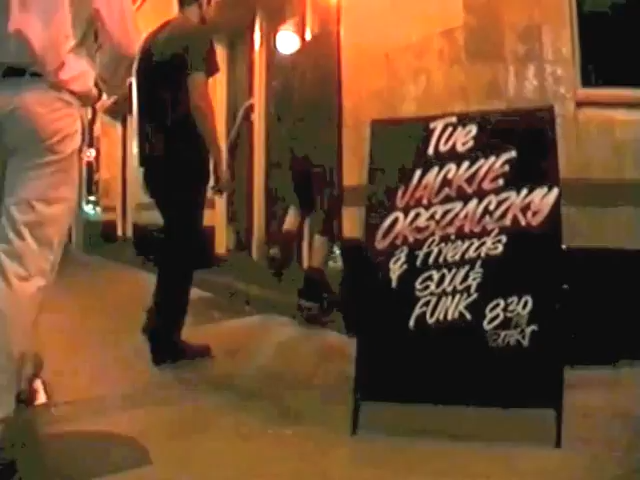 Tue
JACKIE
ORSZACZKY
& friends
SOUL &
FUNK 8.30
PM
START